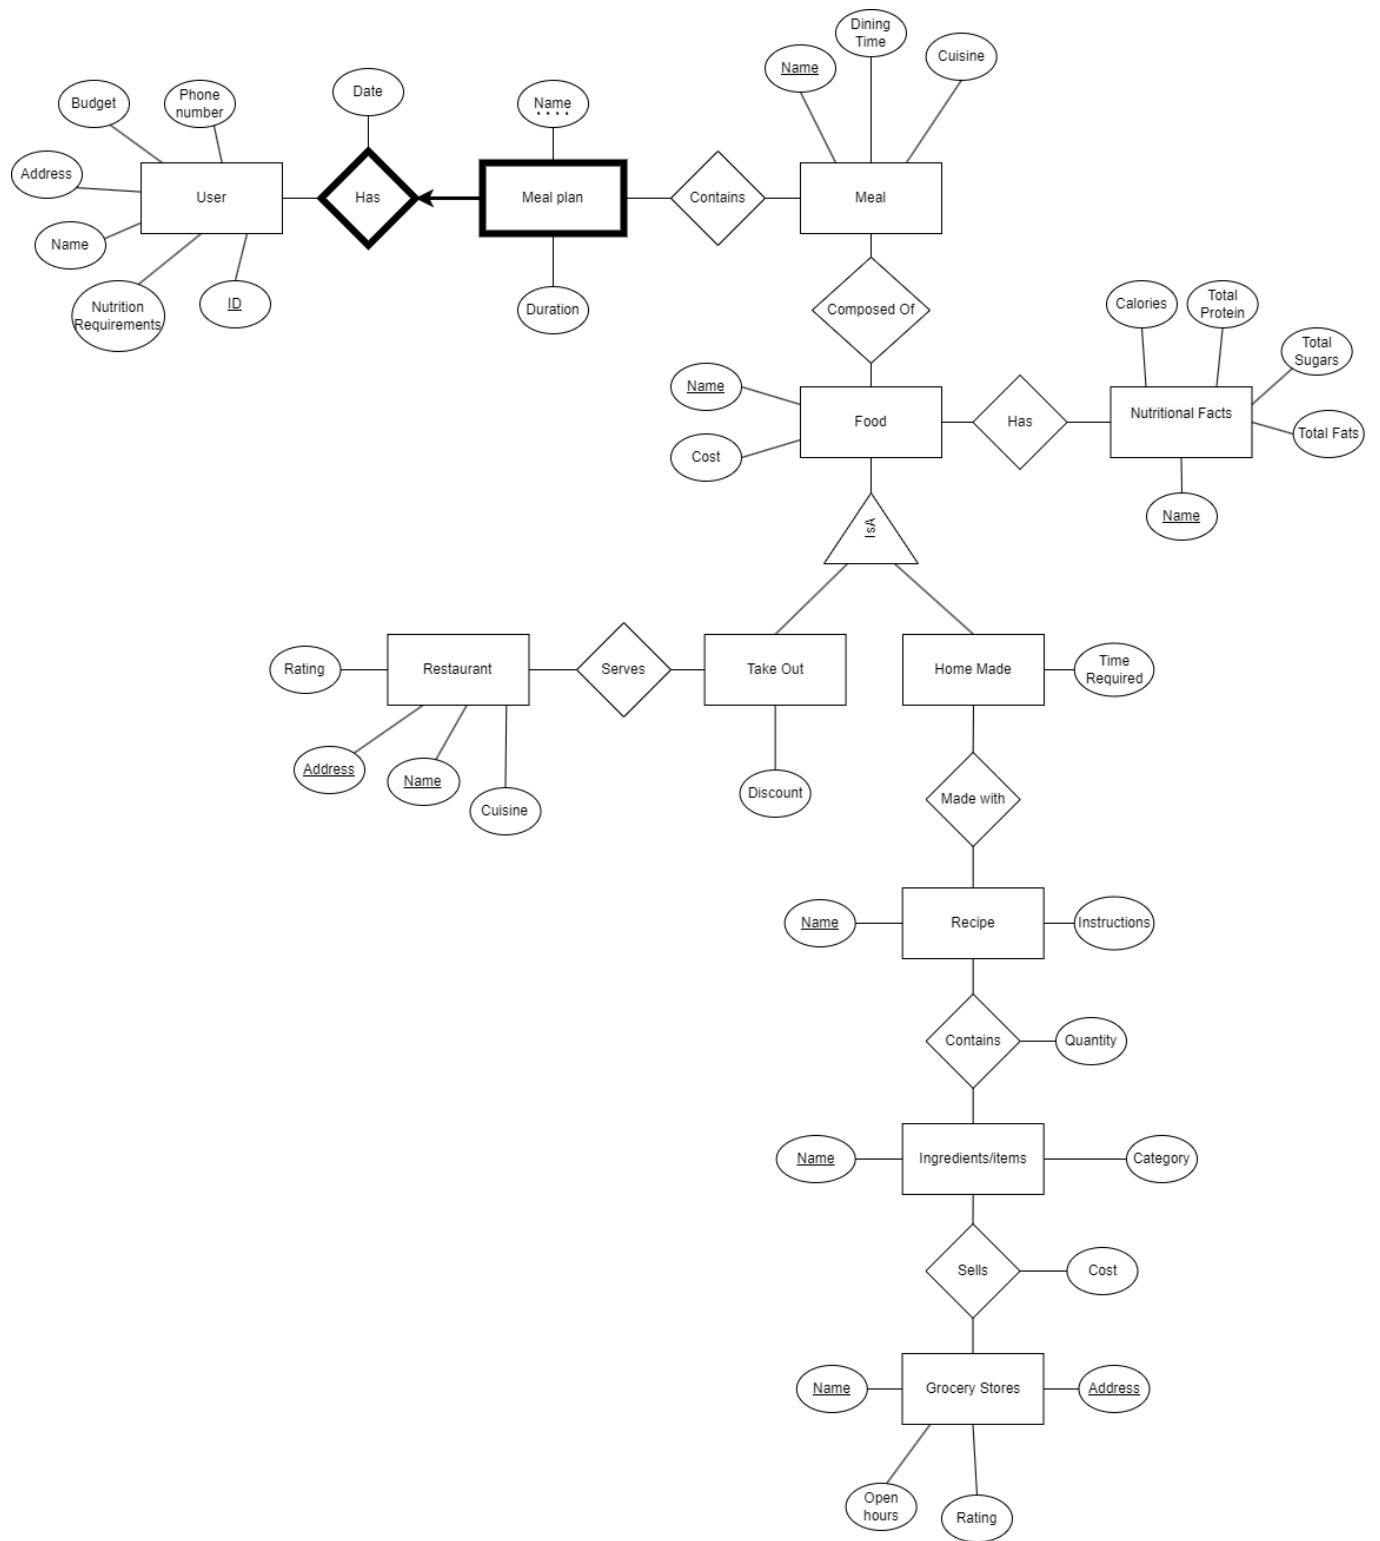 Dining
Time
Name
Cuisine
Date
Budget
Phone
number
Name
Address
User
Has
Meal plan
Contains
Meal
Name
Nutrition
Requirements
ID
Duration
Composed Of
Calories
Total
Protein
Total
Sugars
Name
Food
Has
Nutritional Facts
Total Fats
Cost
Name
IsA
Rating
Restaurant
Serves
Take Out
Home Made
Time
Required
Address
Name
Cuisine
Discount
Made with
Name
Recipe
Instructions
Contains
Quantity
Name
Ingredients/items
Category
Sells
Cost
Name
Grocery Stores
Address
Open
hours
Rating